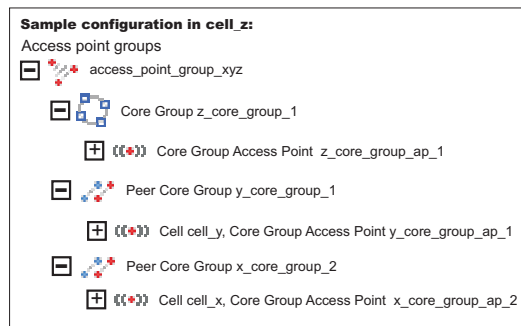 Sample configuration in cell_z:
Access point groups
access_point_group_xyz
Core Group z_core_group_1
Core Group Access Point z_core_group_ap_1
Peer Core Group y_core_group_1
Cell cell_y, Core Group Access Point y_core_group_ap_1
Peer Core Group x_core_group_2
Cell cell_x, Core Group Access Point x_core_group_ap_2